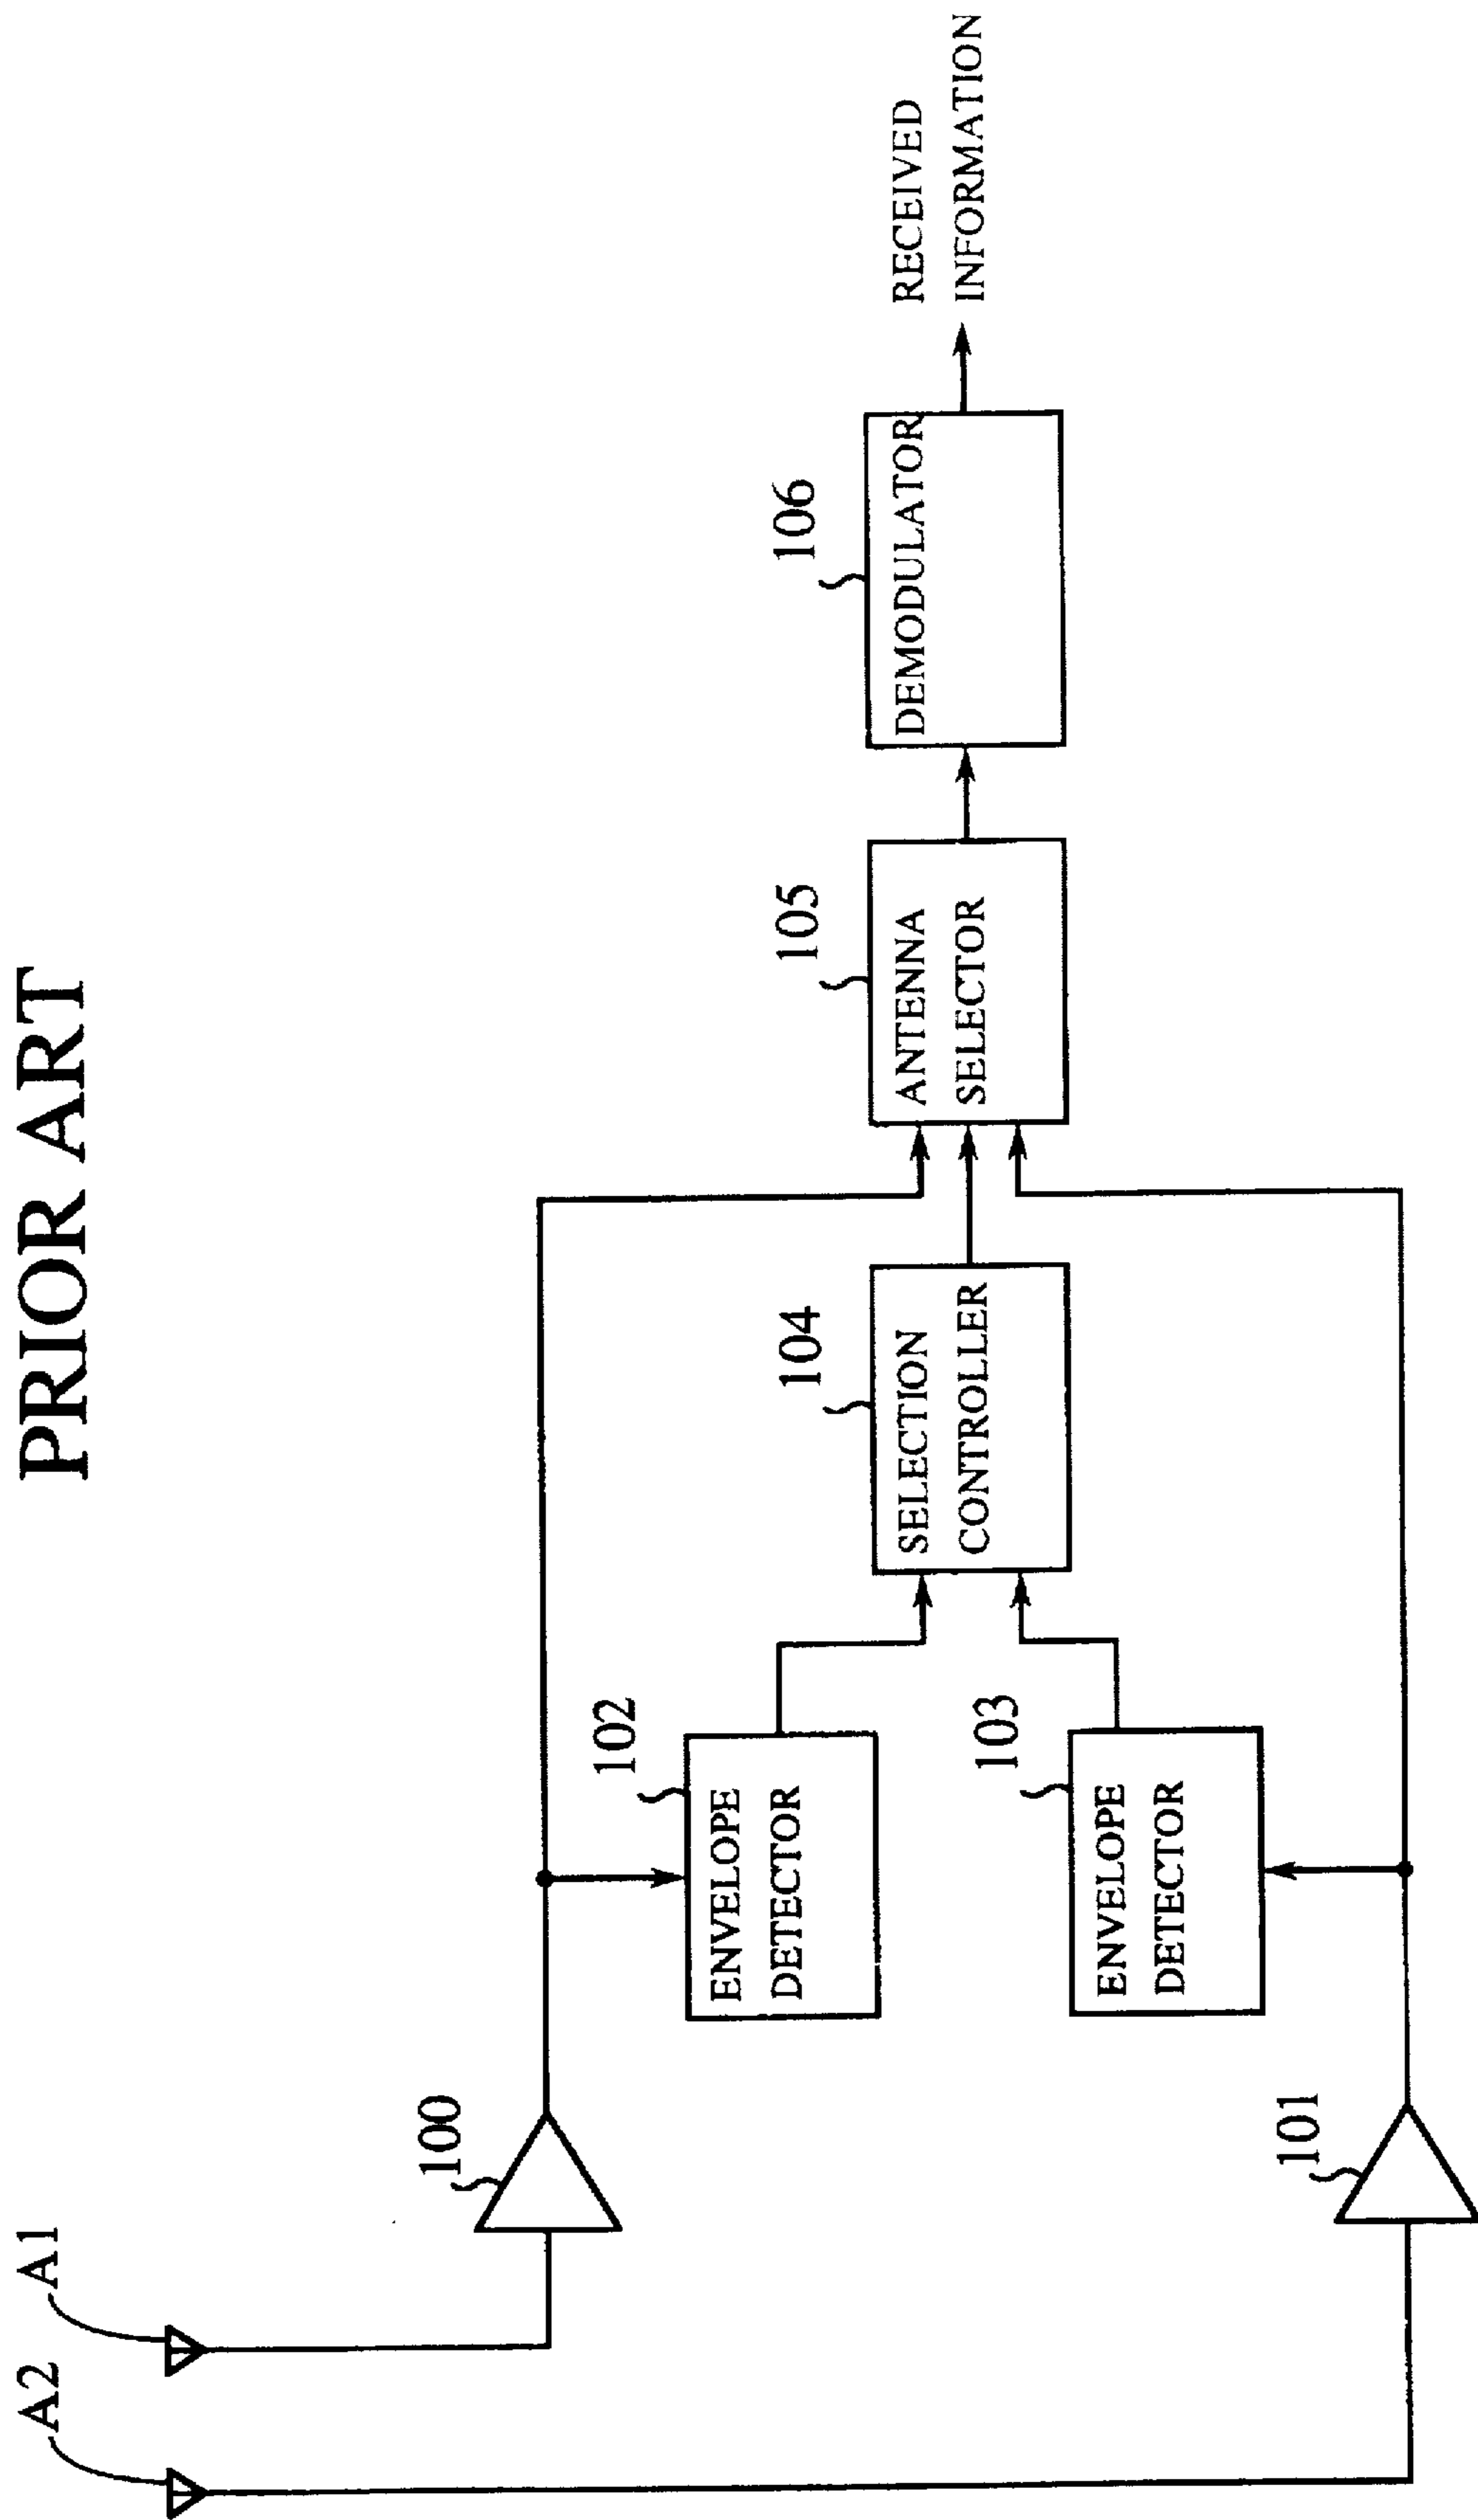 PRIOR ART
A1
A2
100
102
ENVELOPE
DETECTOR
104
SELECTION
CONTROLLER
105
ANTENNA
SELECTOR
106
DEMODULATOR
RECEIVED
INFORMATION
103
ENVELOPE
DETECTOR
101